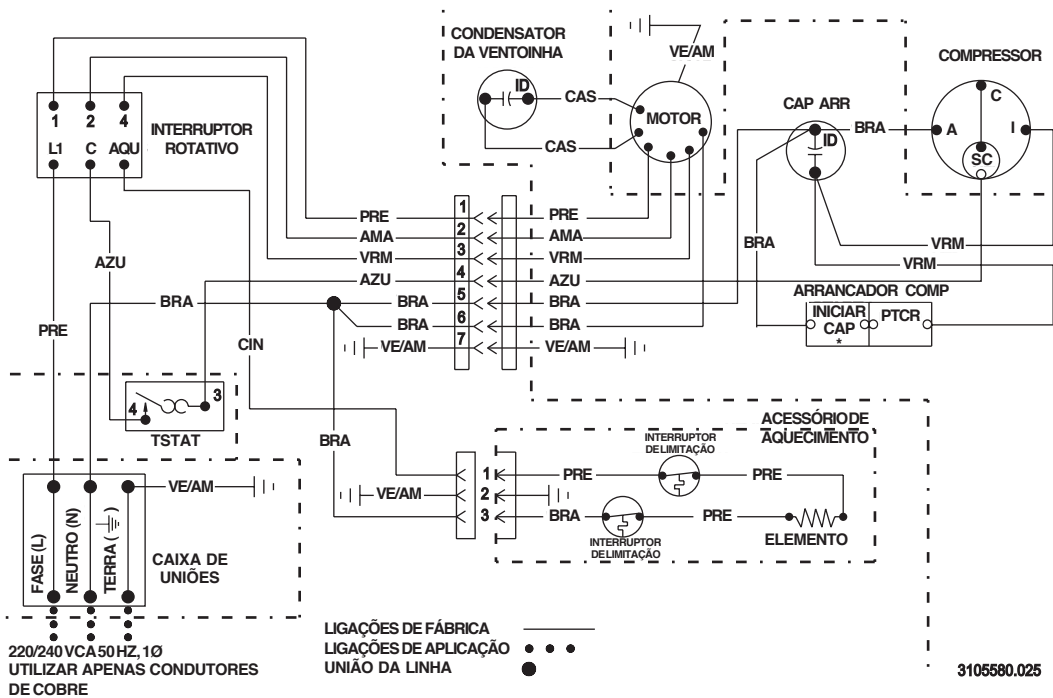 CONDENSATOR
DA VENTOINHA
VE/AM
COMPRESSOR
ID
CAS
CAS
MOTOR
CAP ARR
ID
BRA
A
C
I
SC
1 2 4
L1 C AQU
INTERRUPTOR
ROTATIVO
PRE 1 PRE
AMA 2 AMA
VRM 3 VRM
AZU 4 AZU
BRA BRA 5 BRA
BRA 6 BRA
VE/AM 7 VE/AM
AZU
PRE
CIN
BRA
BRA
VRM
VRM
ARRANCADOR COMP
INICIAR
CAP
*
PTCR
4 3
TSTAT
ACESSÓRIO DE
AQUECIMENTO
INTERRUPTOR
DE LIMITAÇÃO
1 PRE PRE
VE/AM 2
3 BRA PRE
INTERRUPTOR
DE LIMITAÇÃO
ELEMENTO
VE/AM
FASE (L)
NEUTRO (N)
TERRA ( )
CAIXA DE
UNIÕES
220/240 VCA 50 HZ, 1Ø
UTILIZAR APENAS CONDUTORES
DE COBRE
LIGAÇÕES DE FÁBRICA
LIGAÇÕES DE APLICAÇÃO
UNIÃO DA LINHA
3105580.025